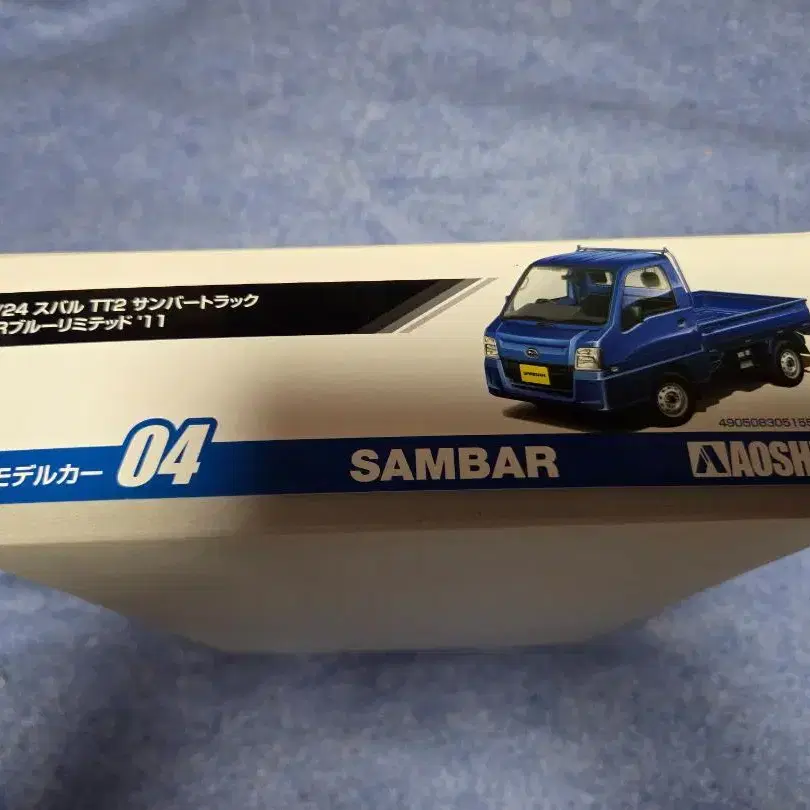 /24 スバル TT2 サンバートラック
Rブルーリミテッド '11
490508305155
モデルカー 04
SAMBAR
AOSH